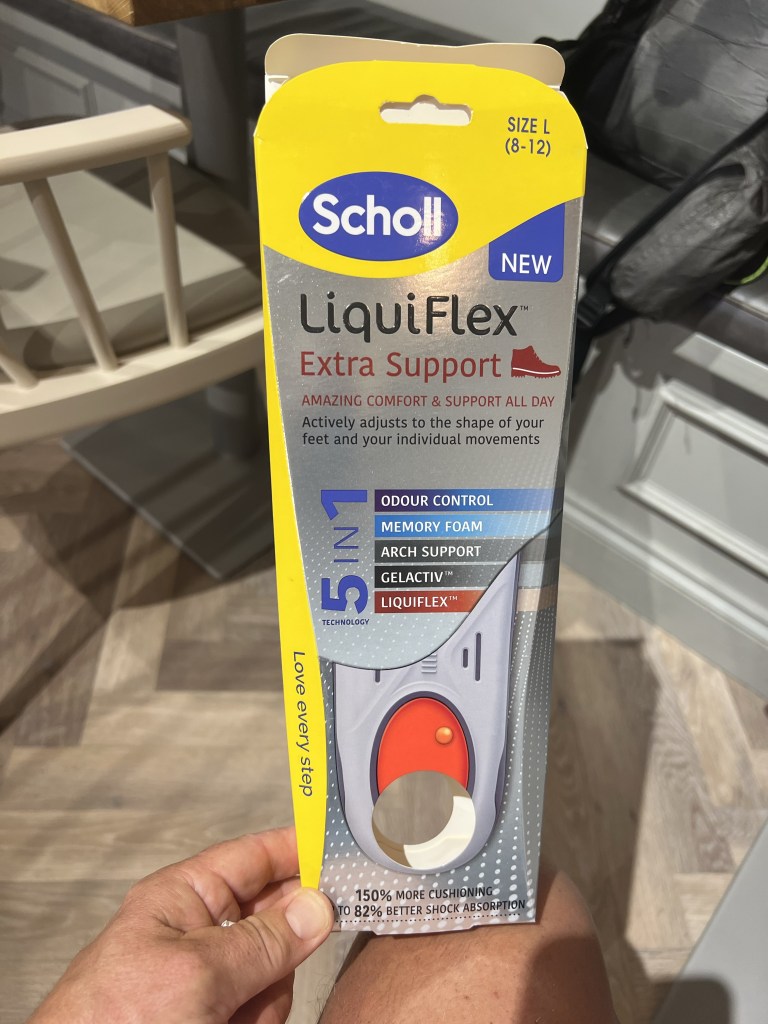 SIZE L
(8-12)
Scholl
NEW
LiquiFlex™
Extra Support
AMAZING COMFORT & SUPPORT ALL DAY
Actively adjusts to the shape of your
feet and your individual movements
5 IN 1
TECHNOLOGY
ODOUR CONTROL
MEMORY FOAM
ARCH SUPPORT
GELACTIV™
LIQUIFLEX™
Love every step
150% MORE CUSHIONING
TO 82% BETTER SHOCK ABSORPTION